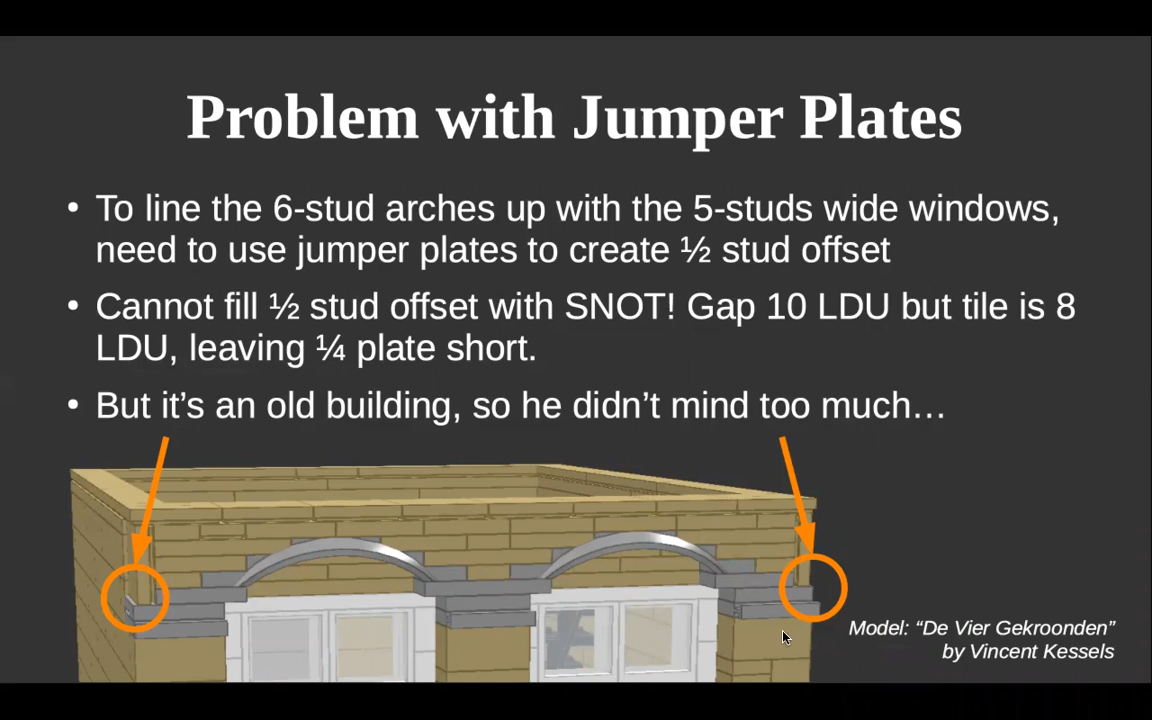 Problem with Jumper Plates
• To line the 6-stud arches up with the 5-studs wide windows,
need to use jumper plates to create ½ stud offset
• Cannot fill ½ stud offset with SNOT! Gap 10 LDU but tile is 8
LDU, leaving ¼ plate short.
• But it’s an old building, so he didn’t mind too much…
Model: “De Vier Gekroonden”
by Vincent Kessels